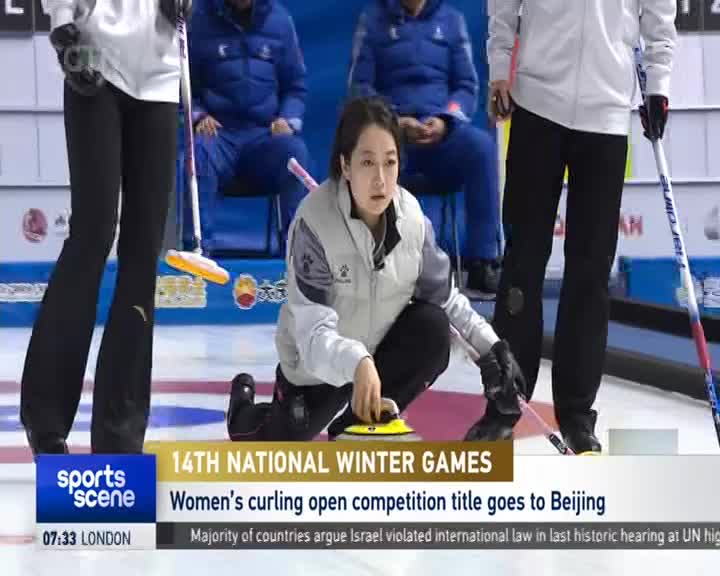 CGTN
14TH NATIONAL WINTER GAMES
sports
scene
Women's curling open competition title goes to Beijing
07:33 LONDON
Majority of countries argue Israel violated international law in last historic hearing at UN hig